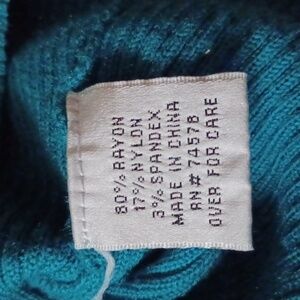 80% RAYON
17% NYLON
3% SPANDEX
MADE IN CHINA
RN# 74578
OVER FOR CARE